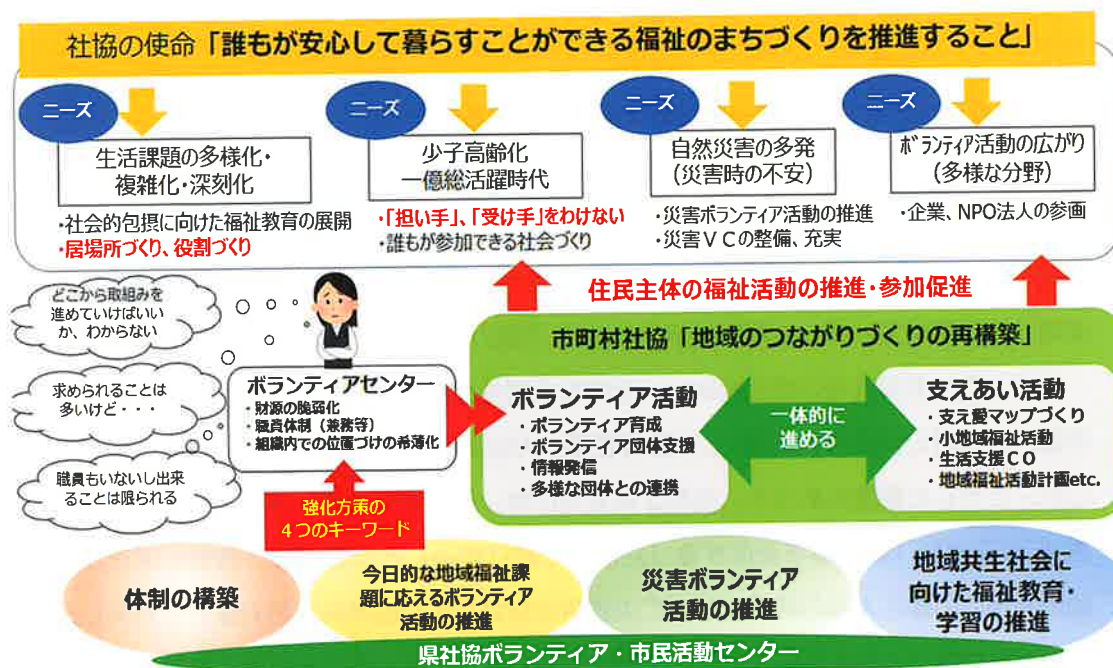 社協の使命「誰もが安心して暮らすことができる福祉のまちづくりを推進すること」
ニーズ
生活課題の多様化・
複雑化・深刻化
・社会的包摂に向けた福祉教育の展開
・居場所づくり、役割づくり
ニーズ
少子高齢化
一億総活躍時代
・「担い手」、「受け手」をわけない
・誰もが参加できる社会づくり
ニーズ
自然災害の多発
(災害時の不安)
・災害ボランティア活動の推進
・災害VCの整備、充実
ニーズ
ボランティア活動の広がり
(多様な分野)
・企業、NPO法人の参画
どこから取組みを
進めていけばいい
か、わからない
求められることは
多いけど・・・
職員もいないし出来
ることは限られる
ボランティアセンター
・財源の脆弱化
・職員体制(兼務等)
・組織内での位置づけの希薄化
強化方策の
4つのキーワード
住民主体の福祉活動の推進・参加促進
市町村社協「地域のつながりづくりの再構築」
ボランティア活動
・ボランティア育成
・ボランティア団体支援
・情報発信
・多様な団体との連携
一体的に
進める
支えあい活動
・支え愛マップづくり
・小地域福祉活動
・生活支援CO
・地域福祉活動計画etc.
体制の構築
今日的な地域福祉課
題に応えるボランティア
活動の推進
災害ボランティア
活動の推進
地域共生社会に
向けた福祉教育・
学習の推進
県社協ボランティア・市民活動センター